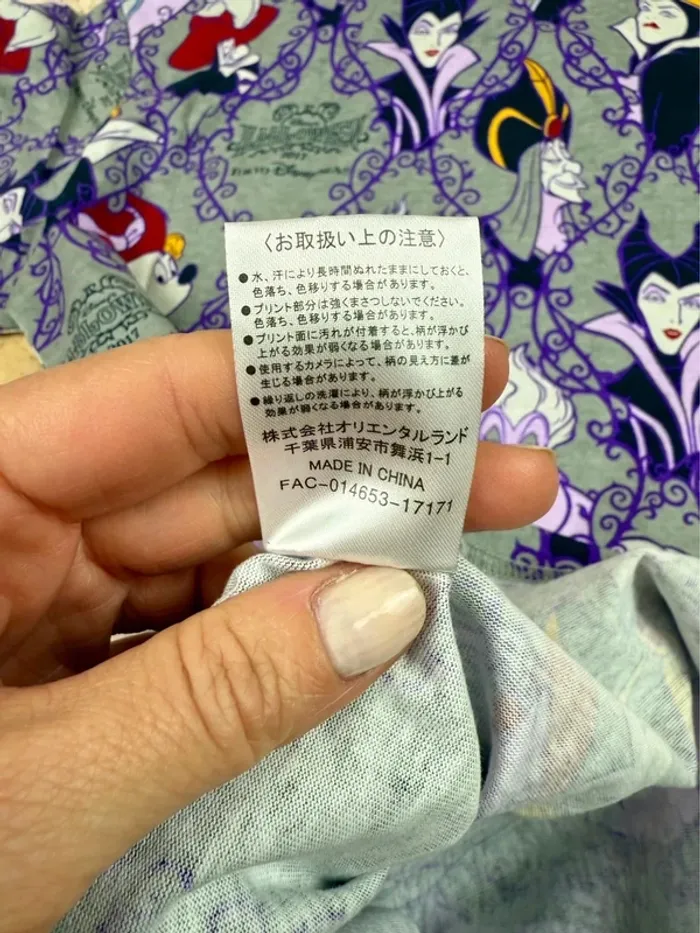 HALLOWEEN
2017
TOKYO DISNEY
〈お取扱い上の注意〉
●水、汗により長時間ぬれたままにしておくと、
色落ち、色移りする場合があります。
●プリント部分は強くまさつしないでください。
色落ち、色移りする場合があります。
●プリント面に汚れが付着すると、柄が浮かび
上がる効果が弱くなる場合があります。
●使用するカメラによって、柄の見え方に差が
生じる場合があります。
●繰り返しの洗濯により、柄が浮かび上がる
効果が弱くなる場合があります。
株式会社オリエンタルランド
千葉県浦安市舞浜1-1
MADE IN CHINA
FAC-014653-17171
2017